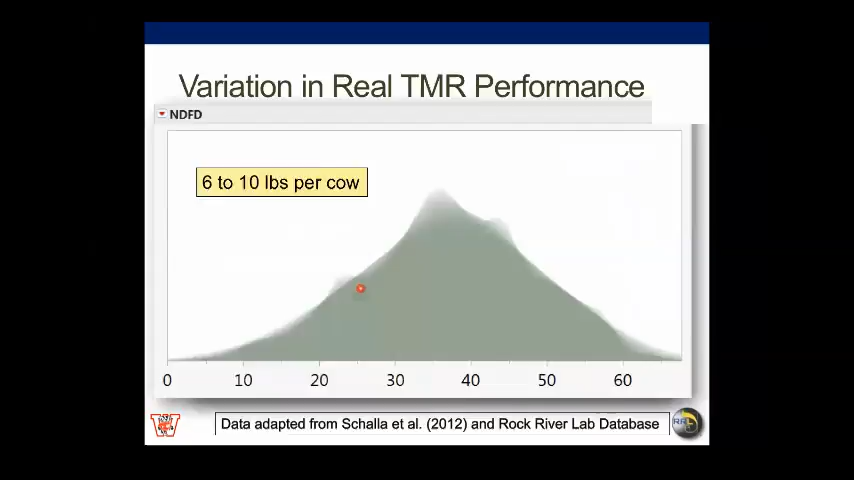 Variation in Real TMR Performance
NDFD
6 to 10 lbs per cow
0 10 20 30 40 50 60
Data adapted from Schalla et al. (2012) and Rock River Lab Database
W